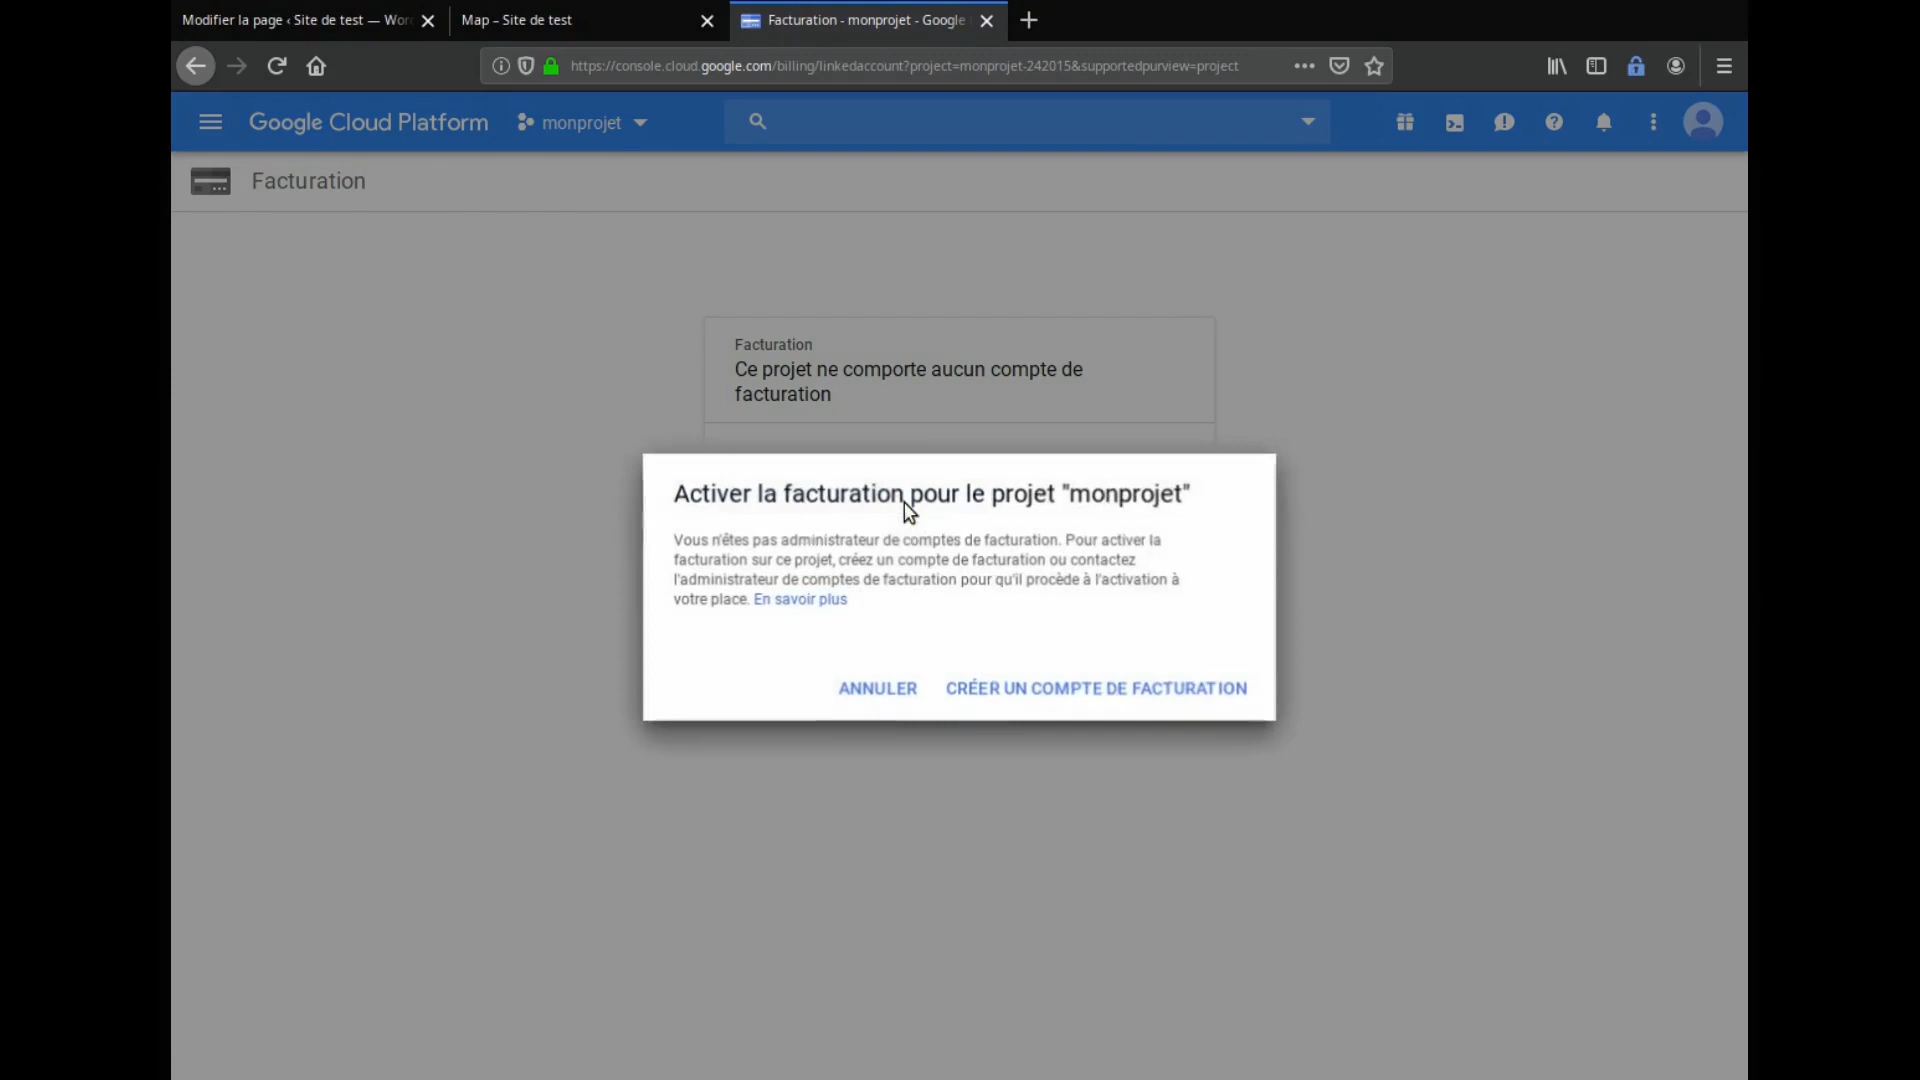 Modifier la page ‹ Site de test — Wor
Map – Site de test
Facturation - monprojet - Google
https://console.cloud.google.com/billing/linkedaccount?project=monprojet-242015&supportedpurview=project
Google Cloud Platform
monprojet
Facturation
Facturation
Ce projet ne comporte aucun compte de
facturation
Activer la facturation pour le projet "monprojet"
Vous n'êtes pas administrateur de comptes de facturation. Pour activer la
facturation sur ce projet, créez un compte de facturation ou contactez
l'administrateur de comptes de facturation pour qu'il procède à l'activation à
votre place. En savoir plus
ANNULER
CRÉER UN COMPTE DE FACTURATION